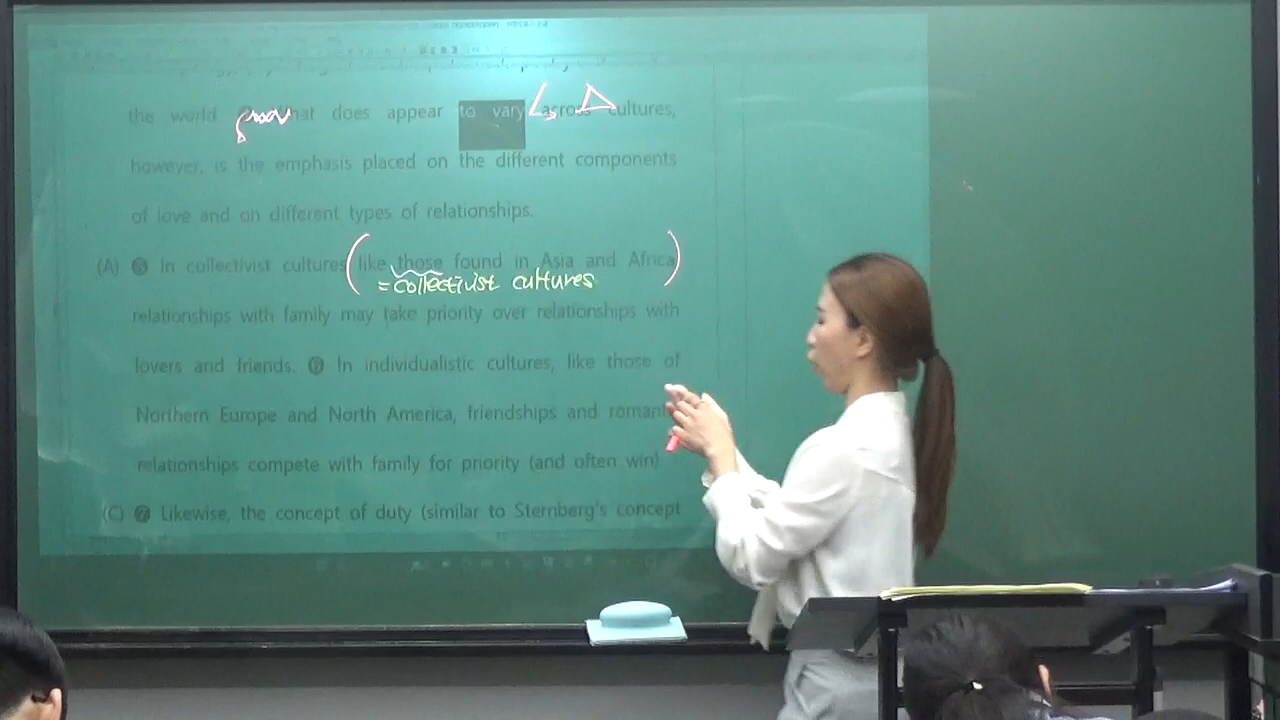 the world What does appear to vary across cultures,
however, is the emphasis placed on the different components
of love and on different types of relationships.
(A) ❺ In collectivist cultures (like those found in Asia and Africa)
= collectivist cultures
relationships with family may take priority over relationships with
lovers and friends. ❻ In individualistic cultures, like those of
Northern Europe and North America, friendships and
relationships compete with family for priority (and often win)
(C) ❼ Likewise, the concept of duty (similar to Sternberg's concept